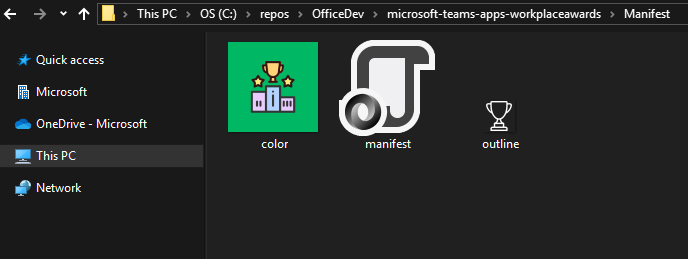 This PC > OS (C:) > repos > OfficeDev > microsoft-teams-apps-workplaceawards > Manifest
Quick access
Microsoft
OneDrive - Microsoft
This PC
Network
color
manifest
outline